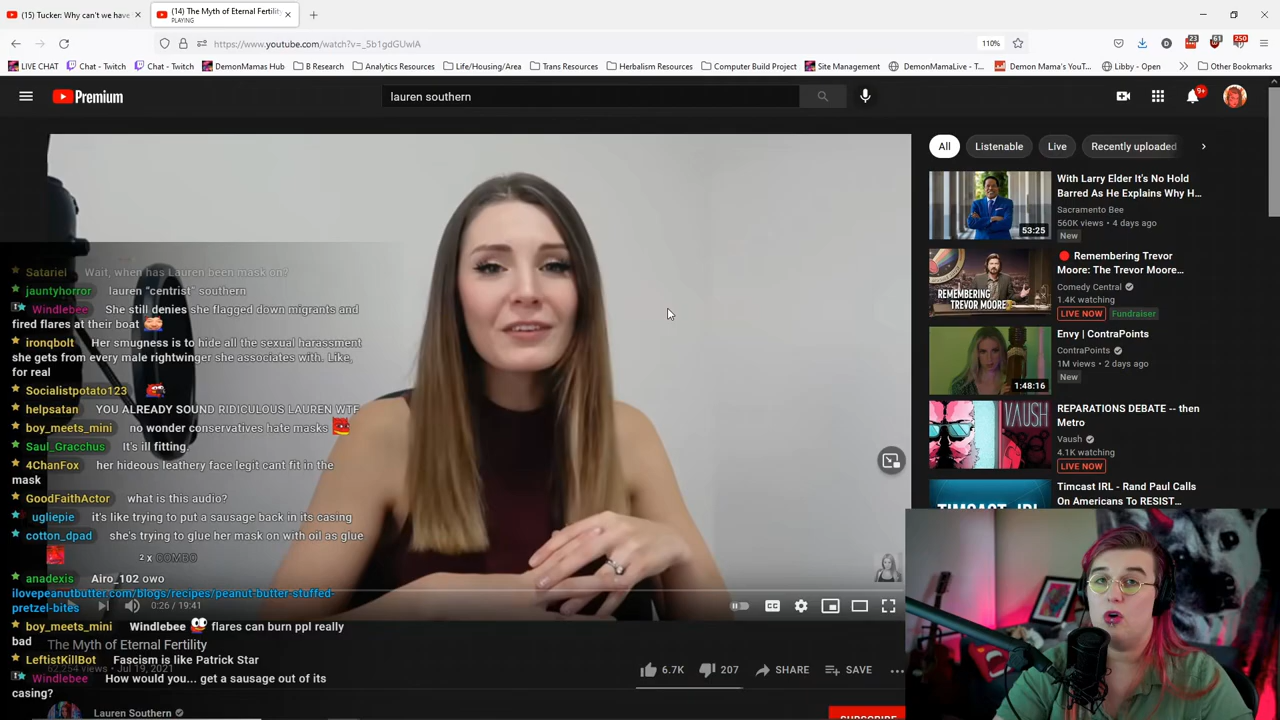 (15) Tucker: Why can't we have
(14) The Myth of Eternal Fertility
PLAYING
https://www.youtube.com/watch?v=_5b1gdGUwlA
110%
23
61
250
LIVE CHAT
Chat - Twitch
Chat - Twitch
DemonMamas Hub
B Research
Analytics Resources
Life/Housing/Area
Trans Resources
Herbalism Resources
Computer Build Project
Site Management
DemonMamaLive - T...
Demon Mama's YouT...
Libby - Open
Other Bookmarks
Premium
lauren southern
9+
All
Listenable
Live
Recently uploaded
With Larry Elder It's No Hold
Barred As He Explains Why H...
Sacramento Bee
560K views • 4 days ago
New
53:25
Remembering Trevor
Moore: The Trevor Moore...
Comedy Central
1.4K watching
LIVE NOW
Fundraiser
REMEMBERING
TREVOR MOORE
Envy | ContraPoints
ContraPoints
1M views • 2 days ago
New
1:48:16
REPARATIONS DEBATE -- then
Metro
Vaush
4.1K watching
LIVE NOW
VAUSH
Timcast IRL - Rand Paul Calls
On Americans To RESIST
Satariel Wait, when has Lauren been mask on?
jauntyhorror lauren "centrist" southern
Windlebee She still denies she flagged down migrants and
fired flares at their boat
ironqbolt Her smugness is to hide all the sexual harassment
she gets from every male rightwinger she associates with. Like,
for real
Socialistpotato123
helpsatan YOU ALREADY SOUND RIDICULOUS LAUREN WTF
boy_meets_mini no wonder conservatives hate masks
Saul_Gracchus It's ill fitting.
4ChanFox her hideous leathery face legit cant fit in the
mask
GoodFaithActor what is this audio?
ugliepie it's like trying to put a sausage back in its casing
cotton_dpad she's trying to glue her mask on with oil as glue
2 x COMBO
anadexis Airo_102 owo
ilovepeanutbutter.com/blogs/recipes/peanut-butter-stuffed-
pretzel-bites
boy_meets_mini Windlebee flares can burn ppl really
bad
LeftistKillBot Fascism is like Patrick Star
Windlebee How would you... get a sausage out of its
casing?
0:26 / 19:41
The Myth of Eternal Fertility
62,254 views • Jul 19, 2021
6.7K
207
SHARE
SAVE
Lauren Southern
SUBSCRIBE